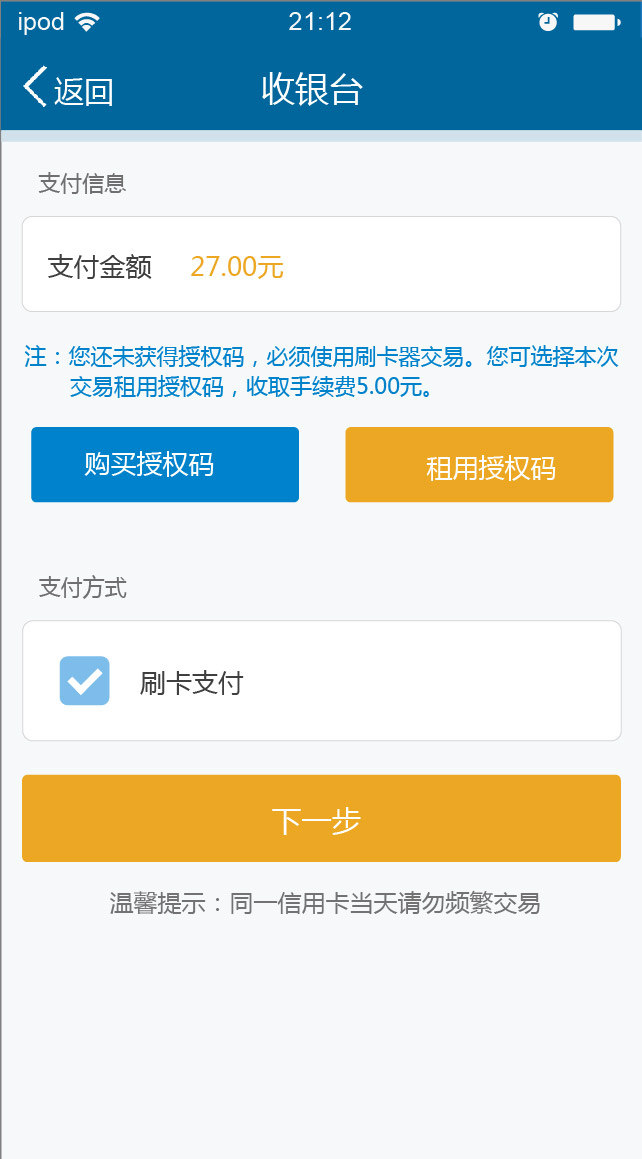 ipod 21:12
返回 收银台
支付信息
支付金额 27.00元
注：您还未获得授权码，必须使用刷卡器交易。您可选择本次
交易租用授权码，收取手续费5.00元。
购买授权码 租用授权码
支付方式
刷卡支付
下一步
温馨提示：同一信用卡当天请勿频繁交易